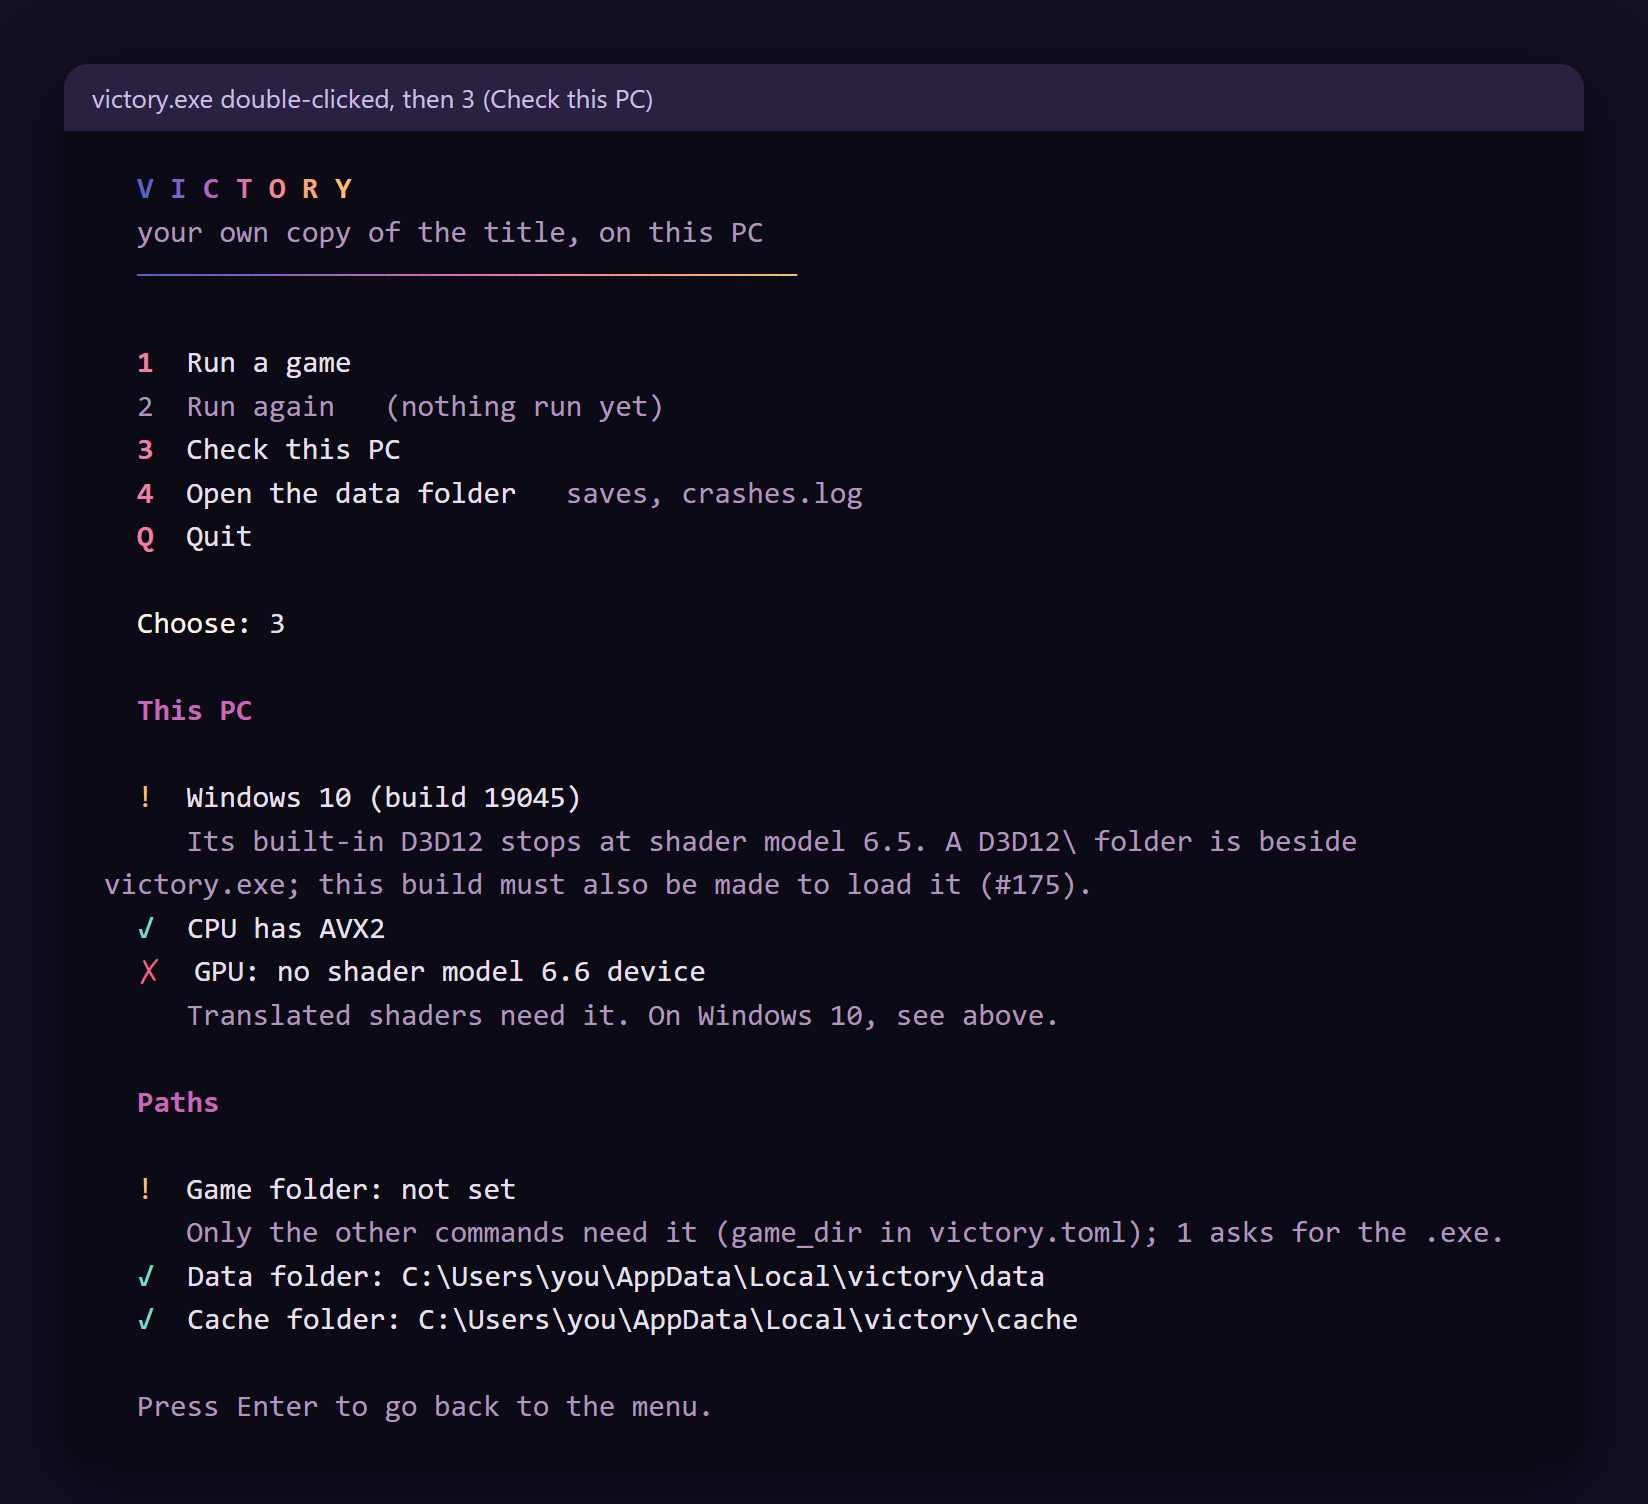 victory.exe double-clicked, then 3 (Check this PC)
V I C T O R Y
your own copy of the title, on this PC
1 Run a game
2 Run again (nothing run yet)
3 Check this PC
4 Open the data folder saves, crashes.log
Q Quit
Choose: 3
This PC
! Windows 10 (build 19045)
Its built-in D3D12 stops at shader model 6.5. A D3D12\ folder is beside
victory.exe; this build must also be made to load it (#175).
√ CPU has AVX2
✗ GPU: no shader model 6.6 device
Translated shaders need it. On Windows 10, see above.
Paths
! Game folder: not set
Only the other commands need it (game_dir in victory.toml); 1 asks for the .exe.
√ Data folder: C:\Users\you\AppData\Local\victory\data
√ Cache folder: C:\Users\you\AppData\Local\victory\cache
Press Enter to go back to the menu.